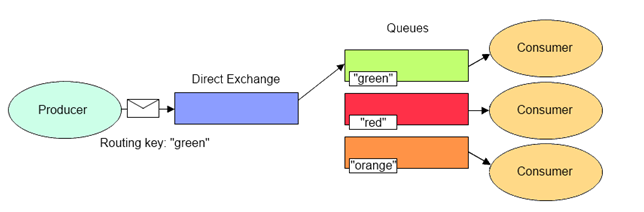 Queues
Consumer
Direct Exchange
"green"
Producer
"red"
Consumer
Routing key: "green"
"orange"
Consumer